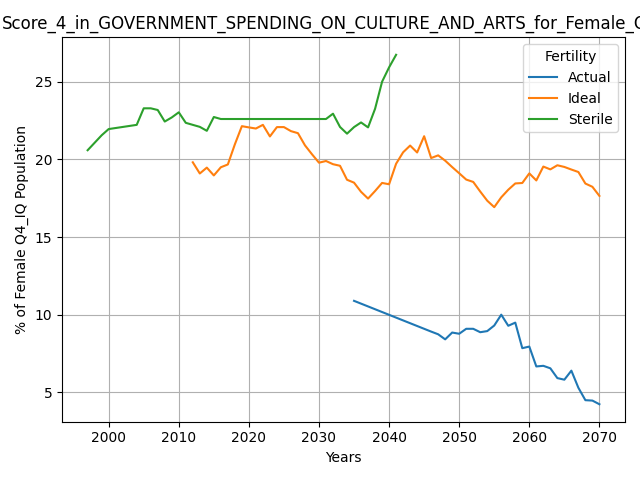 Score_4_in_GOVERNMENT_SPENDING_ON_CULTURE_AND_ARTS_for_Female_
Fertility
Actual
Ideal
Sterile
% of Female Q4_IQ Population
25
20
15
10
5
2000 2010 2020 2030 2040 2050 2060 2070
Years